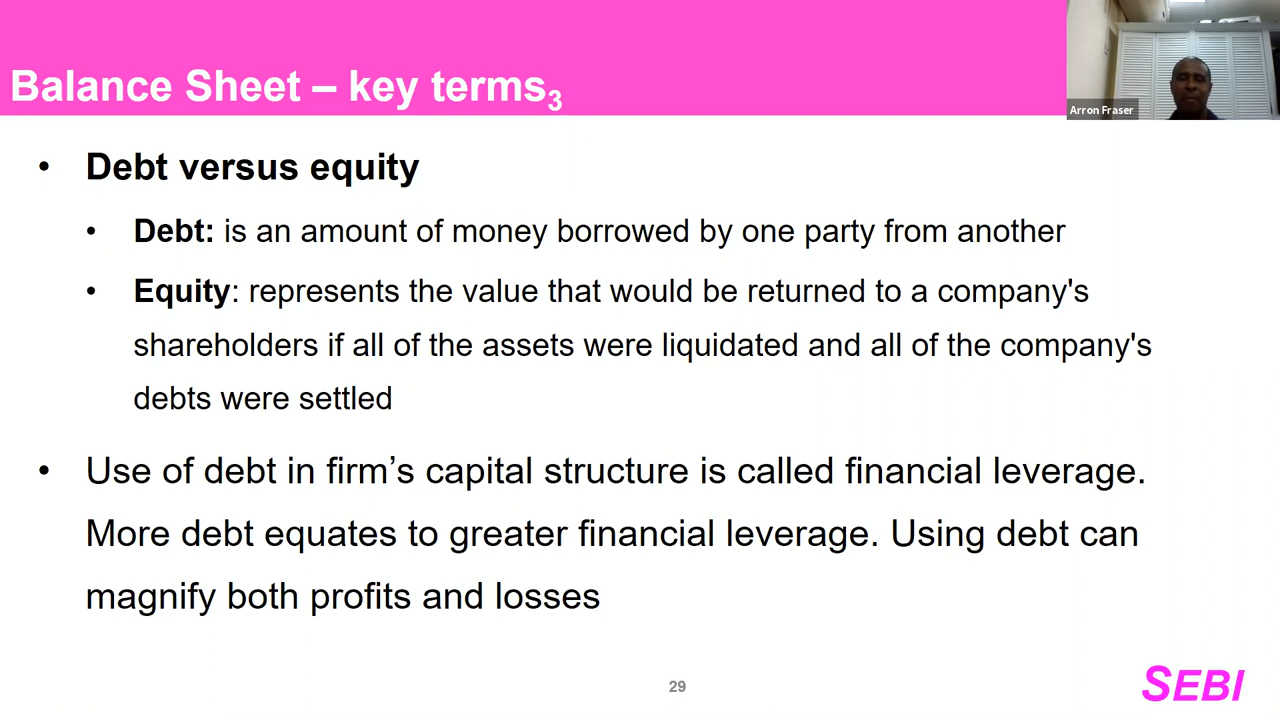 Balance Sheet – key terms3
Arron Fraser
• Debt versus equity
• Debt: is an amount of money borrowed by one party from another
• Equity: represents the value that would be returned to a company's
shareholders if all of the assets were liquidated and all of the company's
debts were settled
• Use of debt in firm’s capital structure is called financial leverage.
More debt equates to greater financial leverage. Using debt can
magnify both profits and losses
29
SEBI